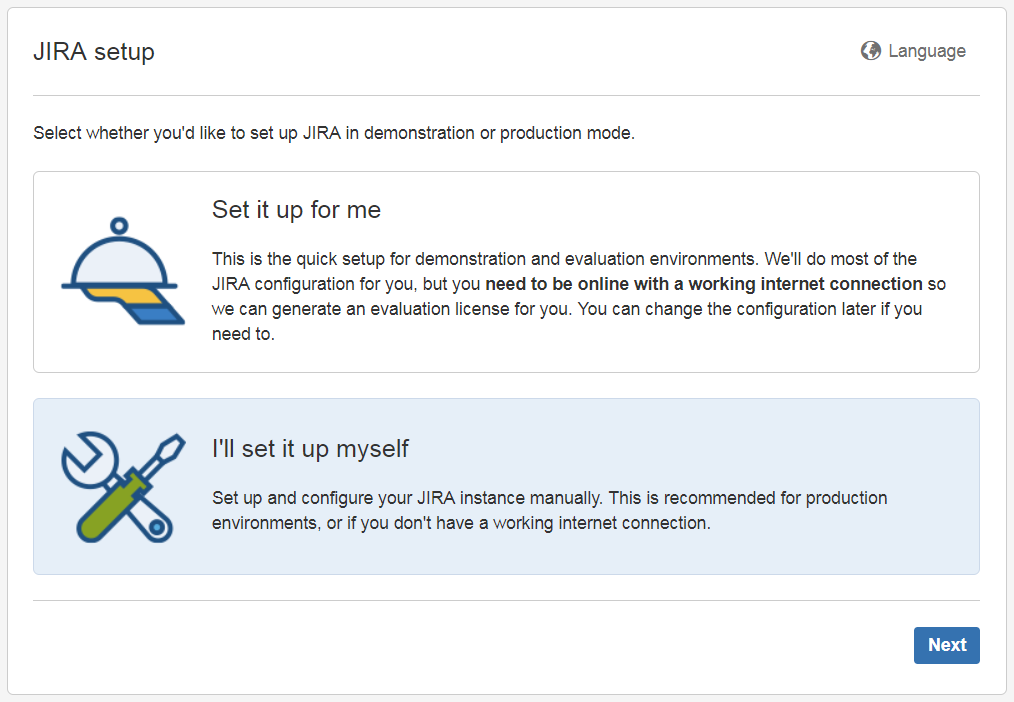 JIRA setup
Language
Select whether you'd like to set up JIRA in demonstration or production mode.
Set it up for me
This is the quick setup for demonstration and evaluation environments. We'll do most of the
JIRA configuration for you, but you need to be online with a working internet connection so
we can generate an evaluation license for you. You can change the configuration later if you
need to.
I'll set it up myself
Set up and configure your JIRA instance manually. This is recommended for production
environments, or if you don't have a working internet connection.
Next